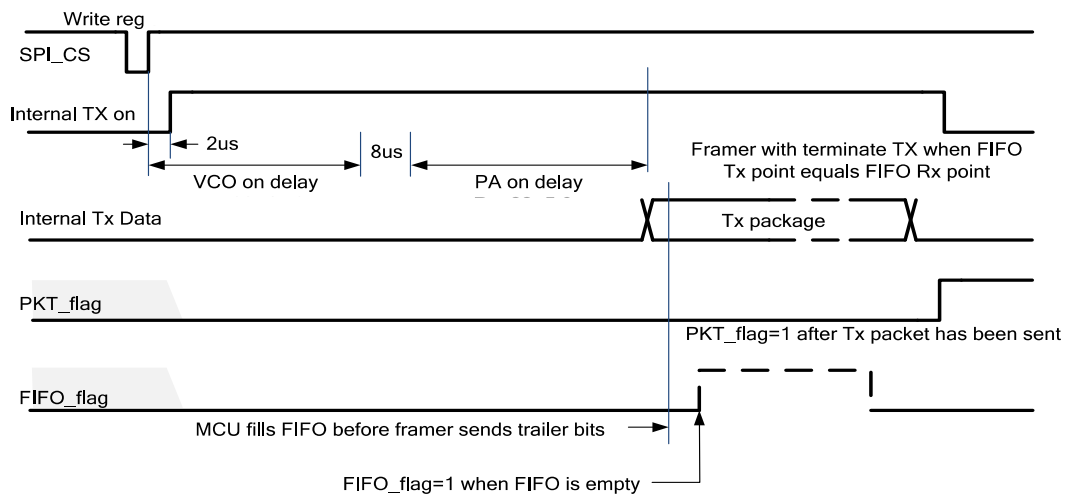 Write reg
SPI_CS
Internal TX on
2us
8us
VCO on delay
PA on delay
Framer with terminate TX when FIFO
Tx point equals FIFO Rx point
Internal Tx Data
Tx package
PKT_flag
PKT_flag=1 after Tx packet has been sent
FIFO_flag
MCU fills FIFO before framer sends trailer bits
FIFO_flag=1 when FIFO is empty